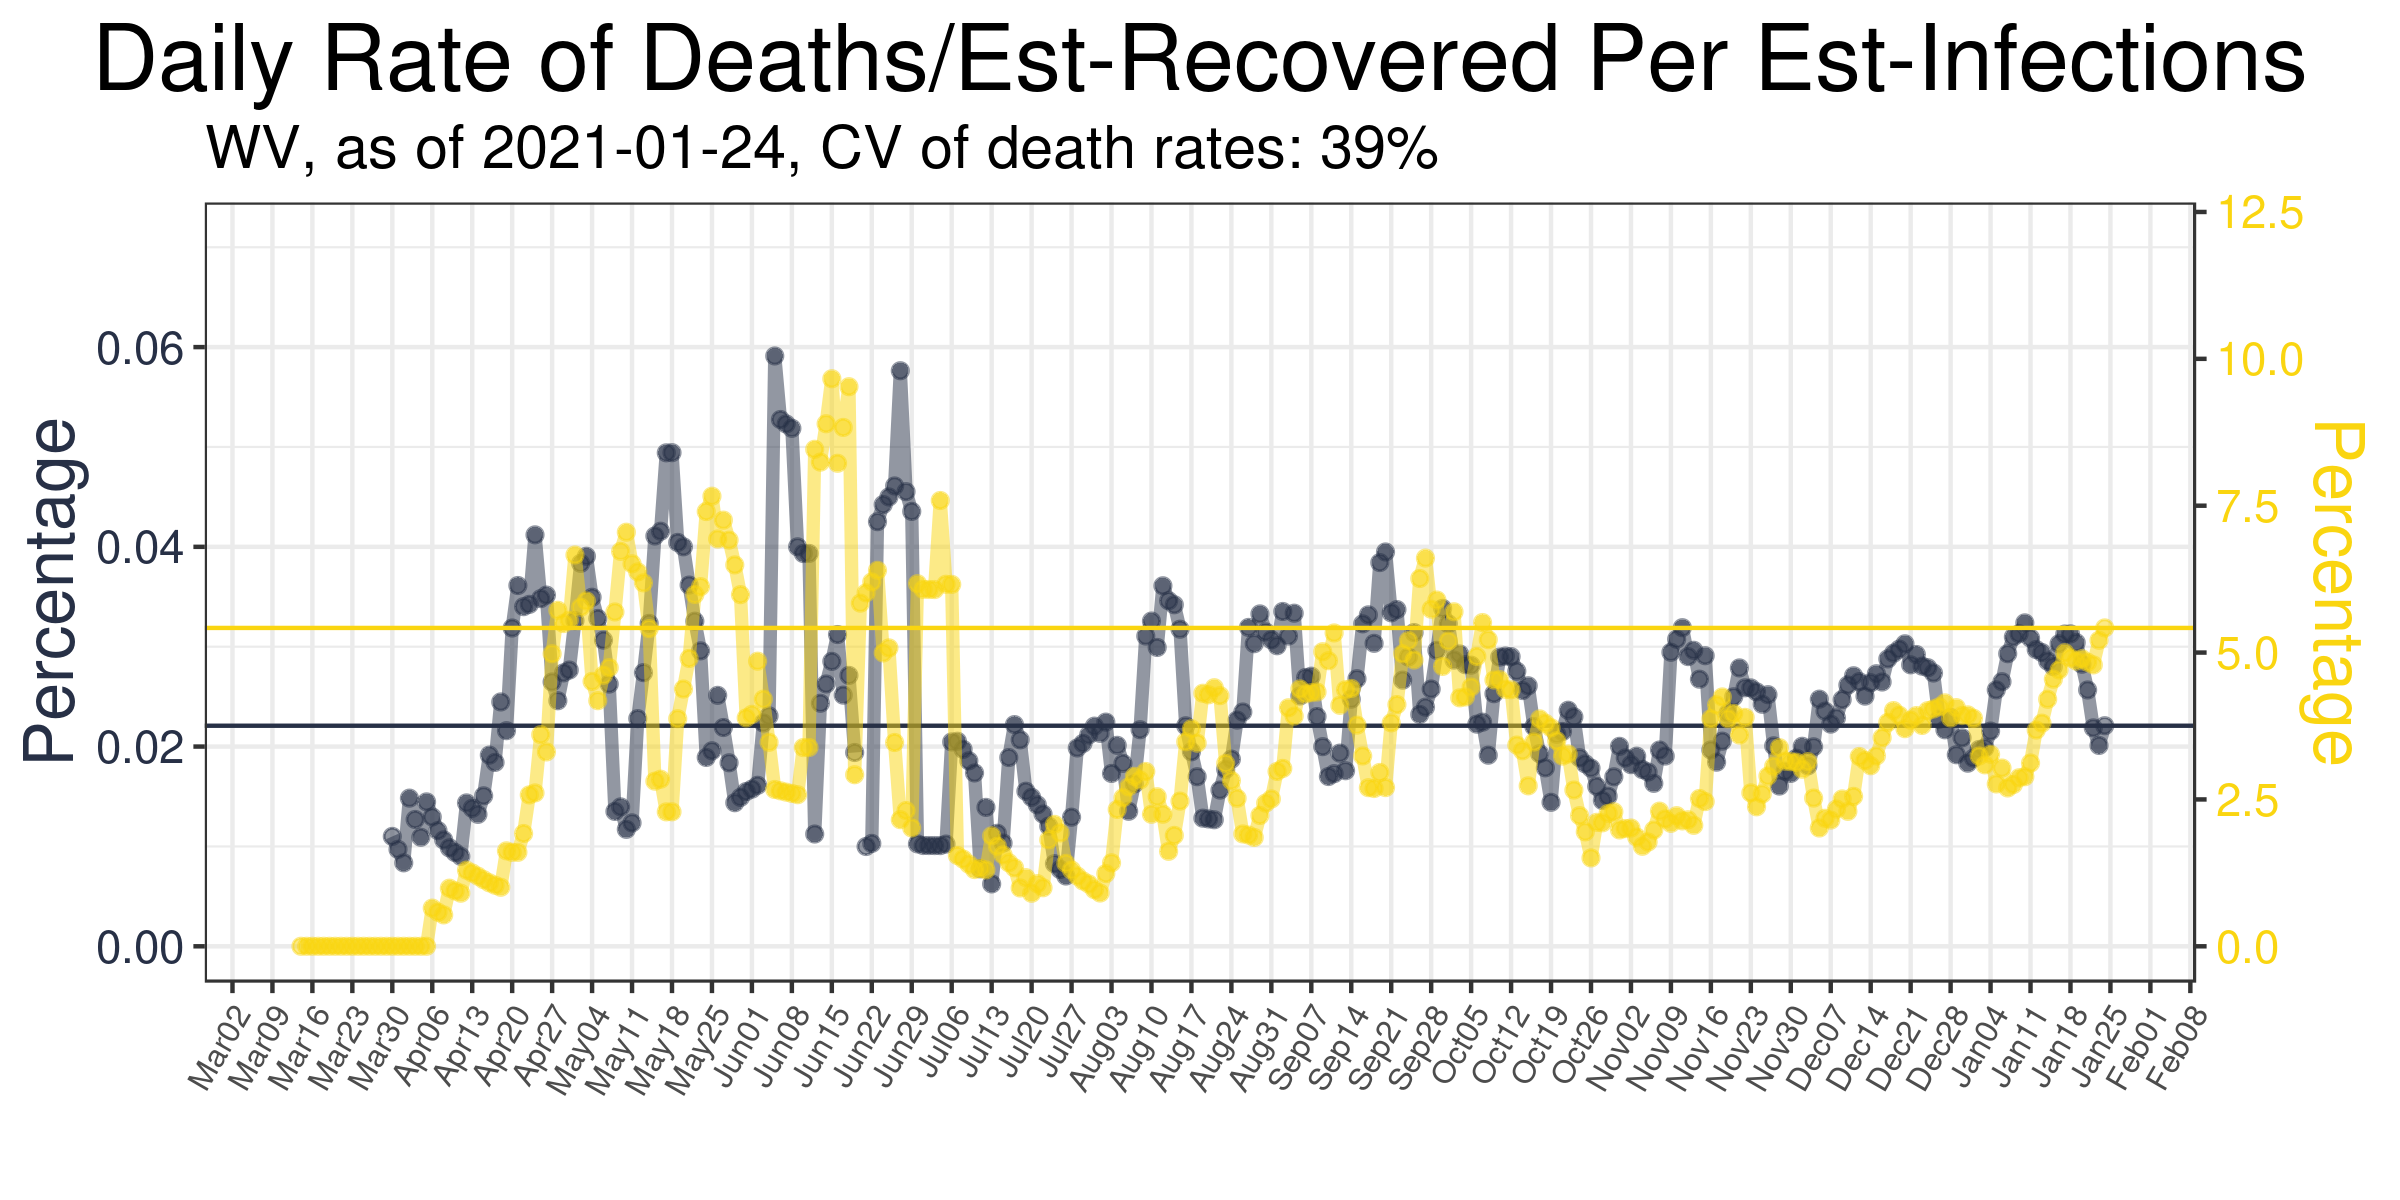 Daily Rate of Deaths/Est-Recovered Per Est-Infections
WV, as of 2021-01-24, CV of death rates: 39%
Percentage
0.06
0.04
0.02
0.00
12.5
10.0
7.5
5.0
2.5
0.0
Percentage
Mar02
Mar09
Mar16
Mar23
Mar30
Apr06
Apr13
Apr20
Apr27
May04
May11
May18
May25
Jun01
Jun08
Jun15
Jun22
Jun29
Jul06
Jul13
Jul20
Jul27
Aug03
Aug10
Aug17
Aug24
Aug31
Sep07
Sep14
Sep21
Sep28
Oct05
Oct12
Oct19
Oct26
Nov02
Nov09
Nov16
Nov23
Nov30
Dec07
Dec14
Dec21
Dec28
Jan04
Jan11
Jan18
Jan25
Feb01
Feb08